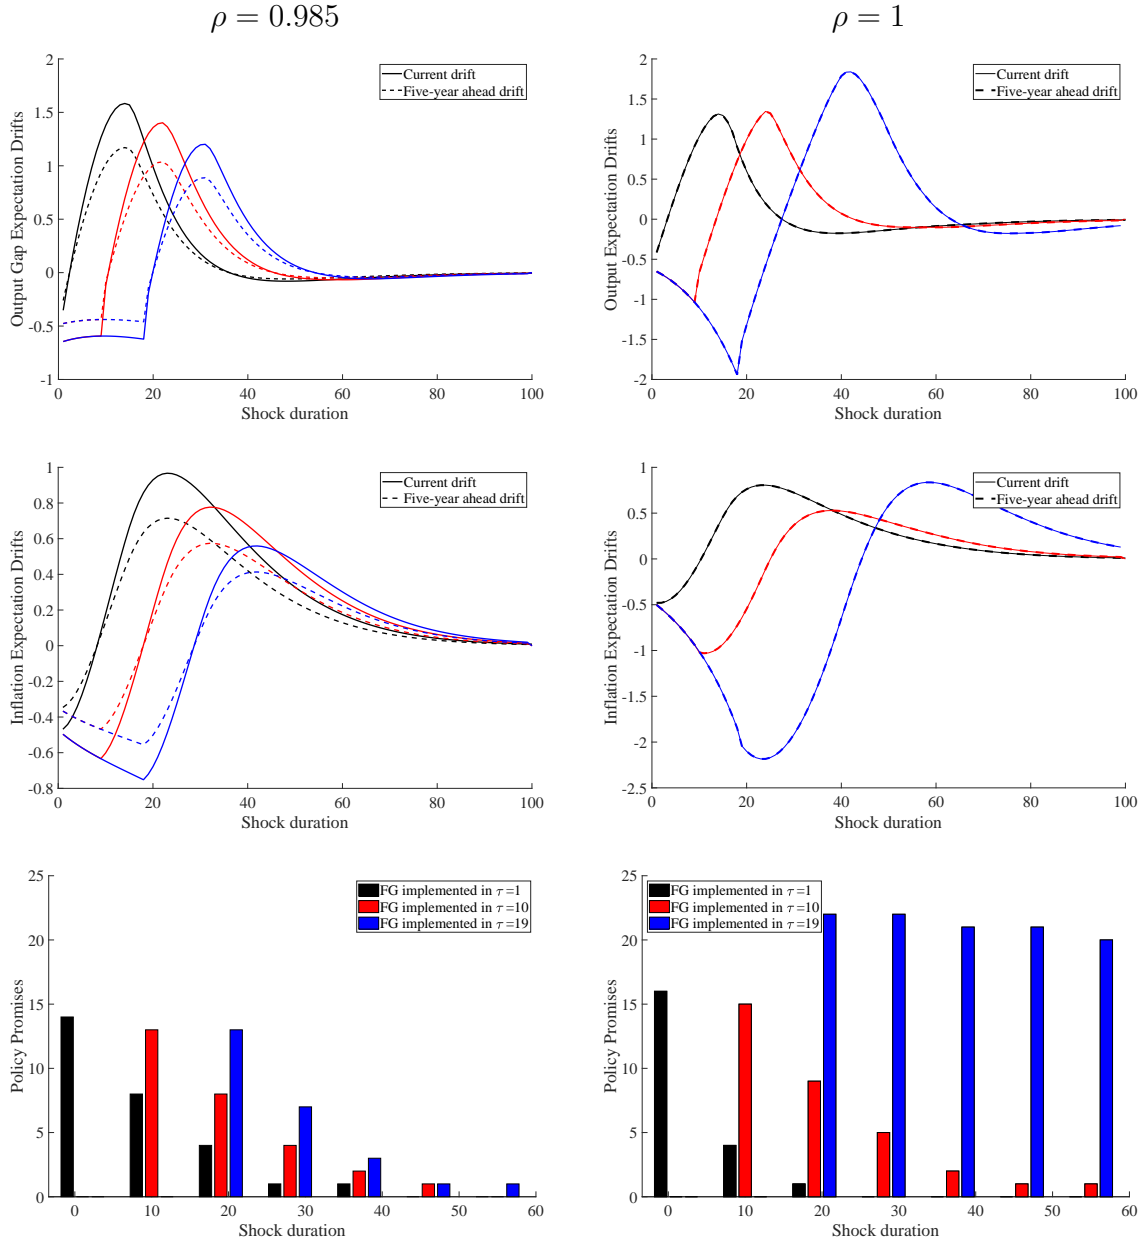 ρ = 0.985
ρ = 1
Output Gap Expectation Drifts
2
1.5
1
0.5
0
-0.5
-1
0 20 40 60 80 100
Shock duration
Current drift
Five-year ahead drift
Output Expectation Drifts
2
1.5
1
0.5
0
-0.5
-1
-1.5
-2
0 20 40 60 80 100
Shock duration
Current drift
Five-year ahead drift
Inflation Expectation Drifts
1
0.8
0.6
0.4
0.2
0
-0.2
-0.4
-0.6
-0.8
0 20 40 60 80 100
Shock duration
Current drift
Five-year ahead drift
Inflation Expectation Drifts
1
0.5
0
-0.5
-1
-1.5
-2
-2.5
0 20 40 60 80 100
Shock duration
Current drift
Five-year ahead drift
Policy Promises
25
20
15
10
5
0
0 10 20 30 40 50 60
Shock duration
FG implemented in τ =1
FG implemented in τ =10
FG implemented in τ =19
Policy Promises
25
20
15
10
5
0
0 10 20 30 40 50 60
Shock duration
FG implemented in τ =1
FG implemented in τ =10
FG implemented in τ =19